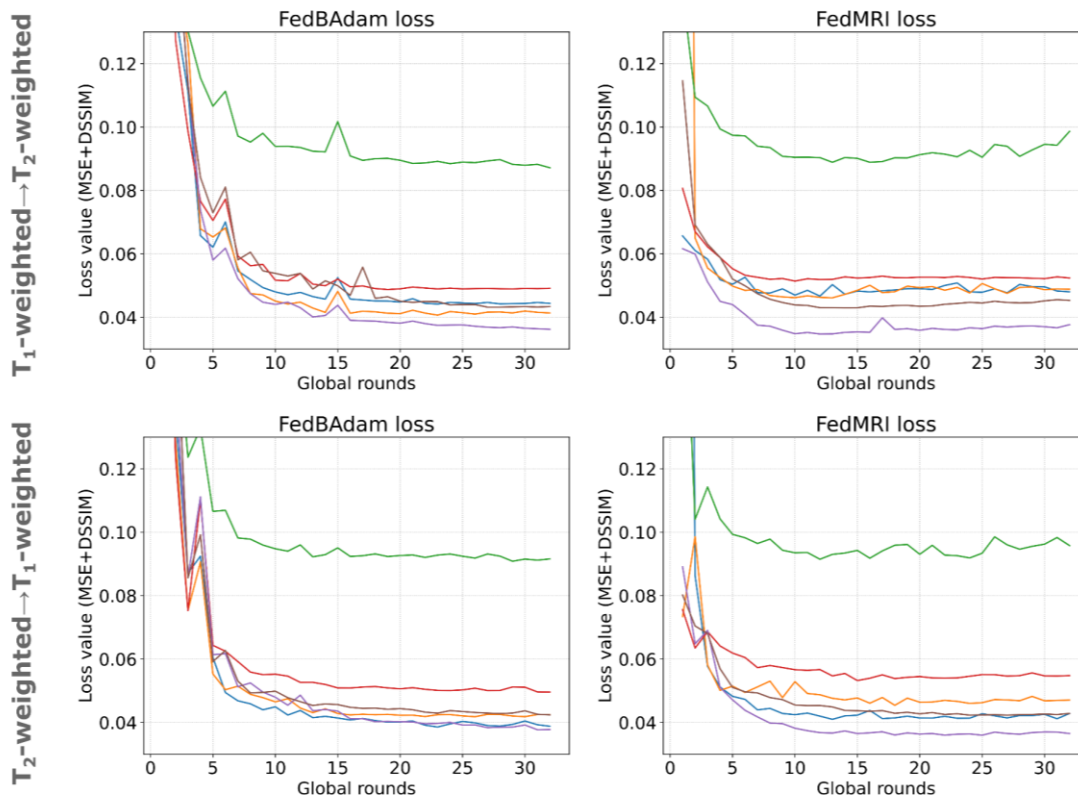 T₁-weighted→T₂-weighted
FedBAdam loss
Loss value (MSE+DSSIM)
0.12
0.10
0.08
0.06
0.04
0 5 10 15 20 25 30
Global rounds
FedMRI loss
Loss value (MSE+DSSIM)
0.12
0.10
0.08
0.06
0.04
0 5 10 15 20 25 30
Global rounds
T₂-weighted→T₁-weighted
FedBAdam loss
Loss value (MSE+DSSIM)
0.12
0.10
0.08
0.06
0.04
0 5 10 15 20 25 30
Global rounds
FedMRI loss
Loss value (MSE+DSSIM)
0.12
0.10
0.08
0.06
0.04
0 5 10 15 20 25 30
Global rounds